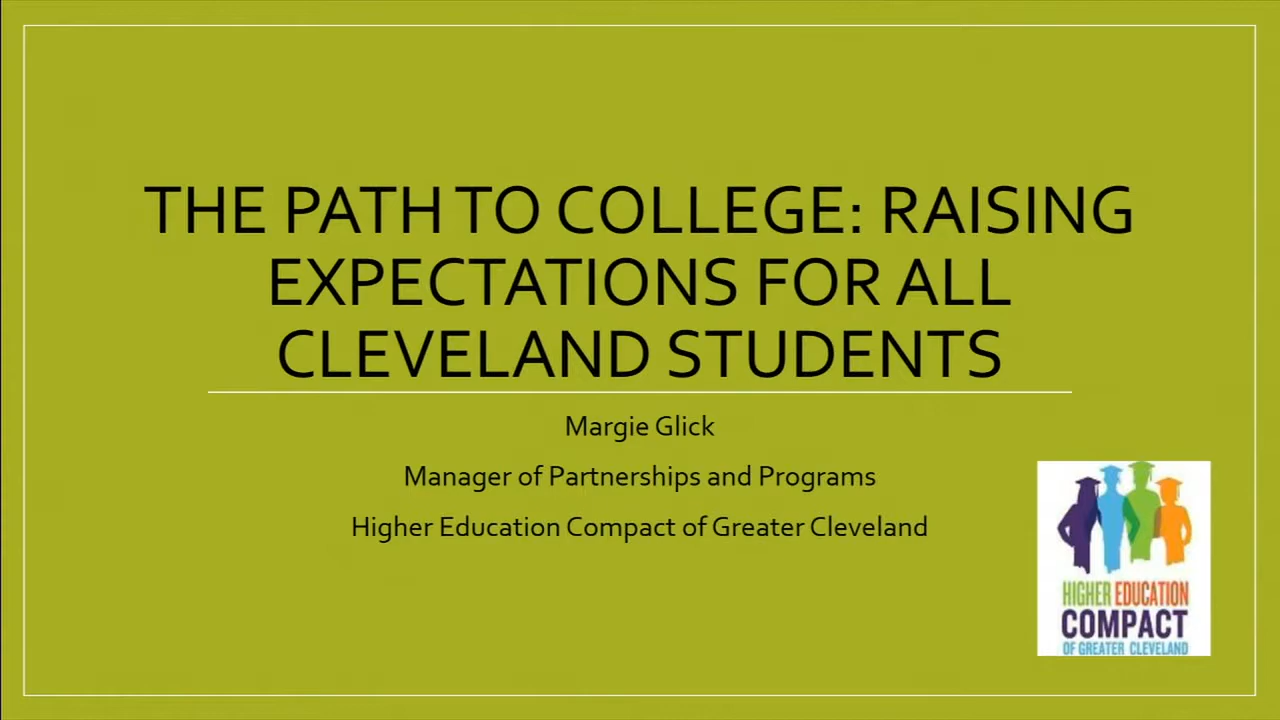 THE PATH TO COLLEGE: RAISING
EXPECTATIONS FOR ALL
CLEVELAND STUDENTS
Margie Glick
Manager of Partnerships and Programs
Higher Education Compact of Greater Cleveland
HIGHER EDUCATION
COMPACT
OF GREATER CLEVELAND